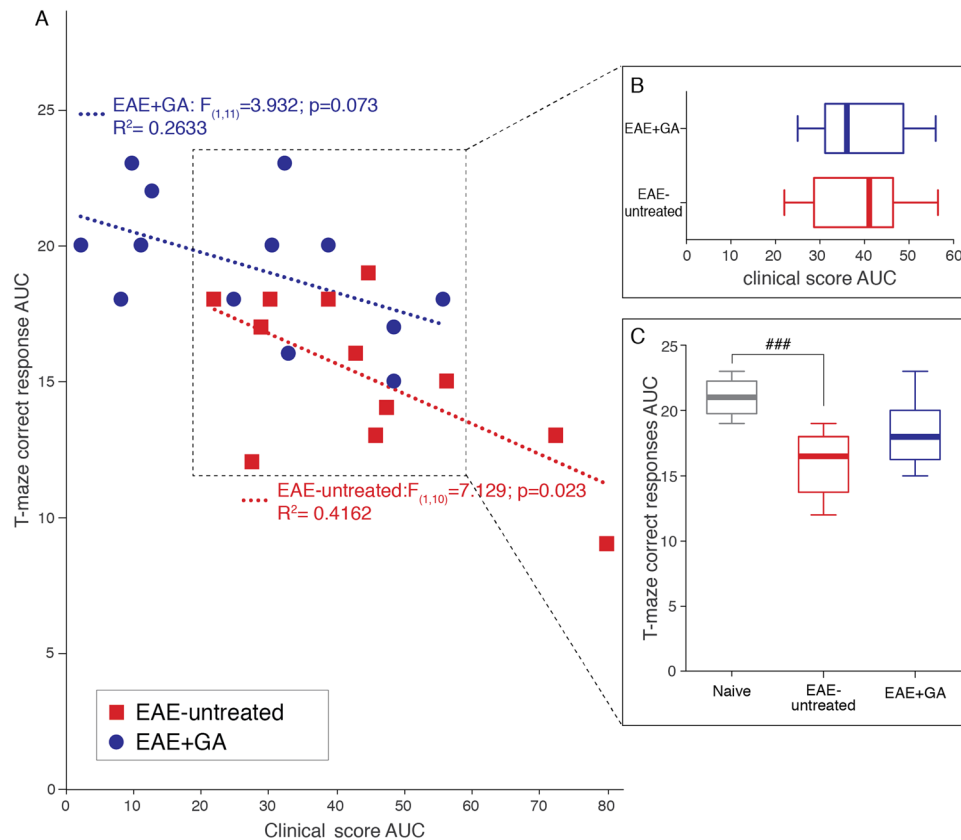 A
EAE+GA: F(1,11)=3.932; p=0.073
R²= 0.2633
25
20
15
10
5
0
T-maze correct response AUC
EAE-untreated:F(1,10)=7.129; p=0.023
R²= 0.4162
EAE-untreated
EAE+GA
0 10 20 30 40 50 60 70 80
Clinical score AUC
B
EAE+GA
EAE-
untreated
0 10 20 30 40 50 60
clinical score AUC
C
###
25
20
15
10
5
0
T-maze correct responses AUC
Naive
EAE-
untreated
EAE+GA